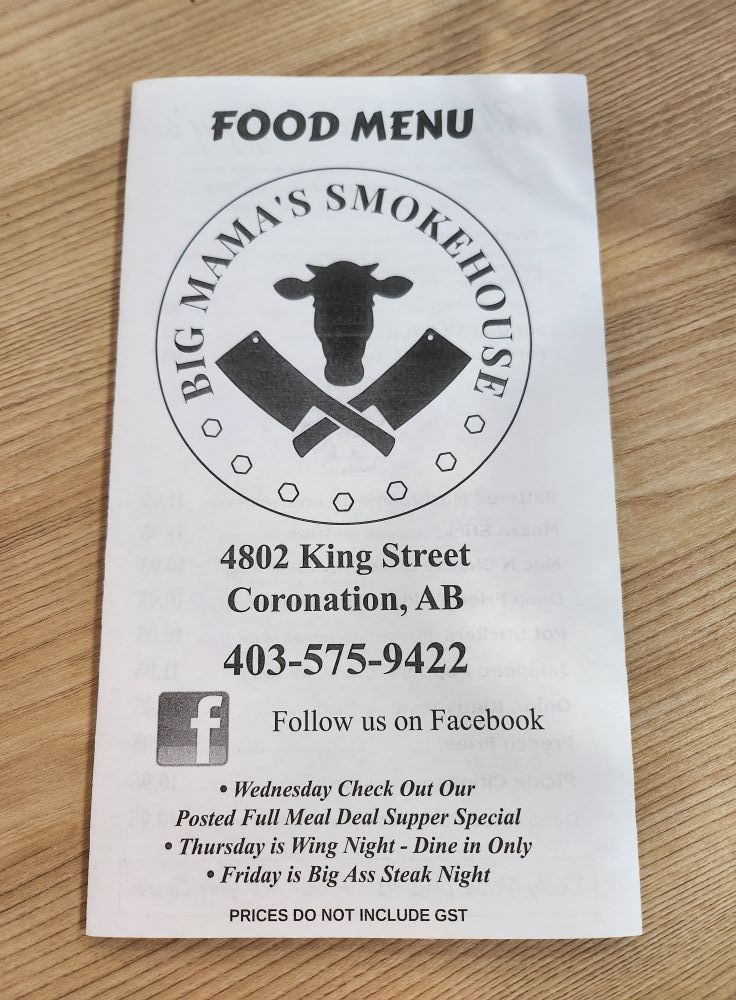 FOOD MENU
BIG MAMA'S SMOKEHOUSE
4802 King Street
Coronation, AB
403-575-9422
f
Follow us on Facebook
• Wednesday Check Out Our
Posted Full Meal Deal Supper Special
• Thursday is Wing Night - Dine in Only
• Friday is Big Ass Steak Night
PRICES DO NOT INCLUDE GST